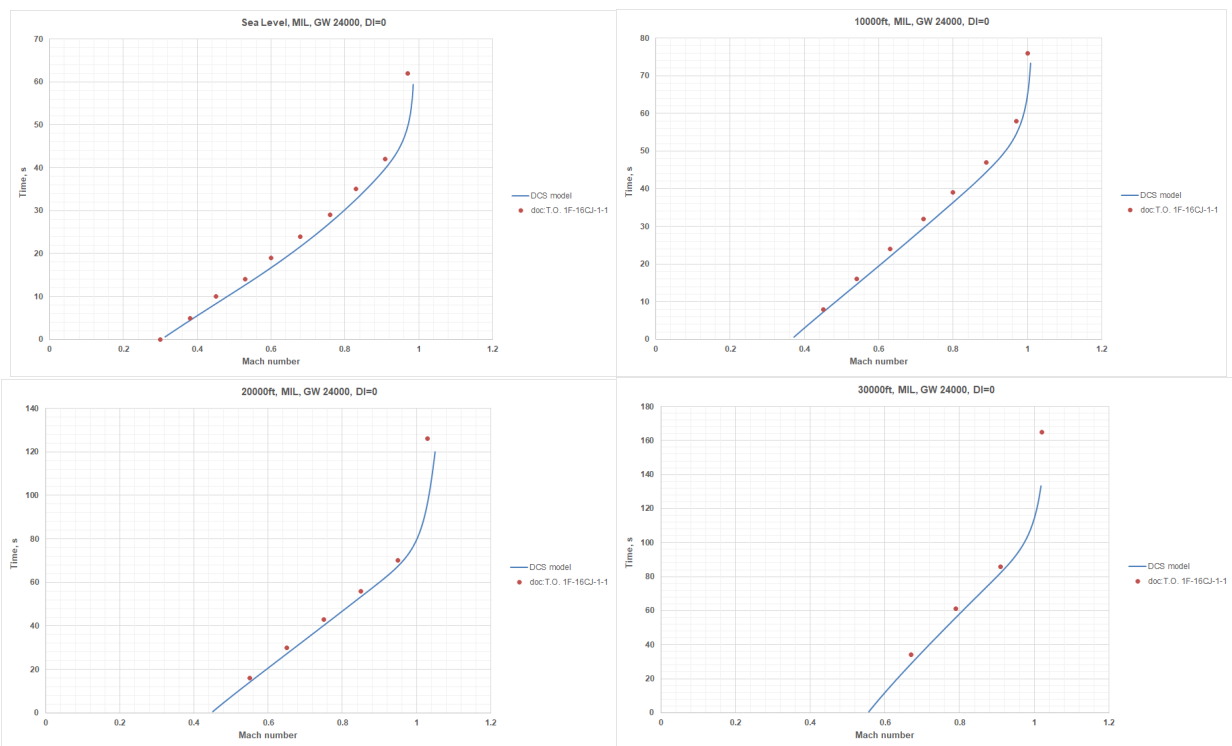 Sea Level, MIL, GW 24000, DI=0
70
60
50
40
30
20
10
0
Time, s
0 0.2 0.4 0.6 0.8 1 1.2
Mach number
DCS model
doc:T.O. 1F-16CJ-1-1
10000ft, MIL, GW 24000, DI=0
80
70
60
50
40
30
20
10
0
Time, s
0 0.2 0.4 0.6 0.8 1 1.2
Mach number
DCS model
doc:T.O. 1F-16CJ-1-1
20000ft, MIL, GW 24000, DI=0
140
120
100
80
60
40
20
0
Time, s
0 0.2 0.4 0.6 0.8 1 1.2
Mach number
DCS model
doc:T.O. 1F-16CJ-1-1
30000ft, MIL, GW 24000, DI=0
180
160
140
120
100
80
60
40
20
0
Time, s
0 0.2 0.4 0.6 0.8 1 1.2
Mach number
DCS model
doc:T.O. 1F-16CJ-1-1